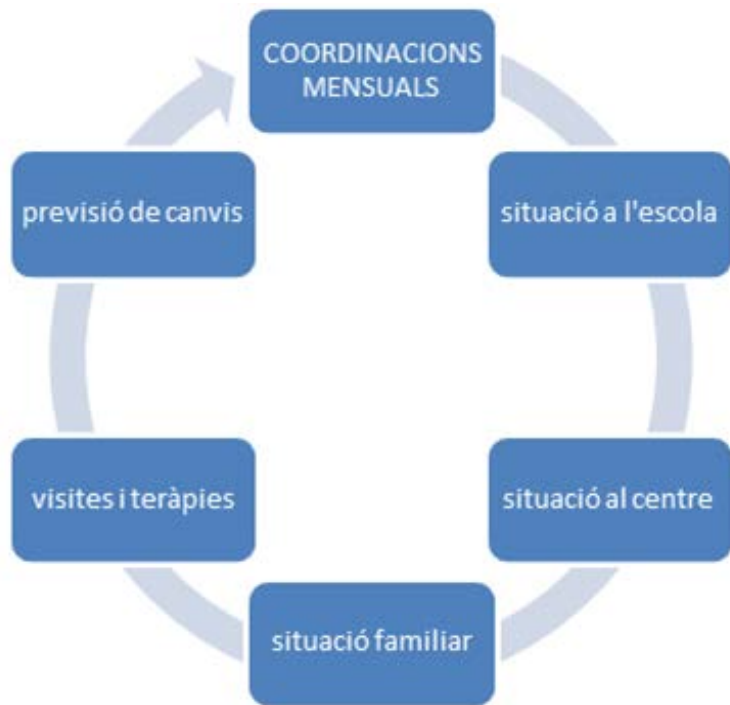 COORDINACIONS
MENSUALS
situació a l'escola
situació al centre
situació familiar
visites i teràpies
previsió de canvis